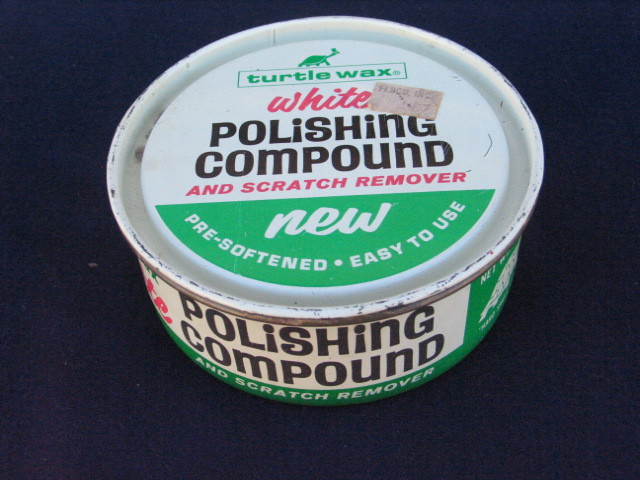 turtle wax®
white
POLiSHiNG
COMPOUND
AND SCRATCH REMOVER
new
PRE-SOFTENED • EASY TO USE
POLiSHiNG
COMPOUND
AND SCRATCH REMOVER
NET